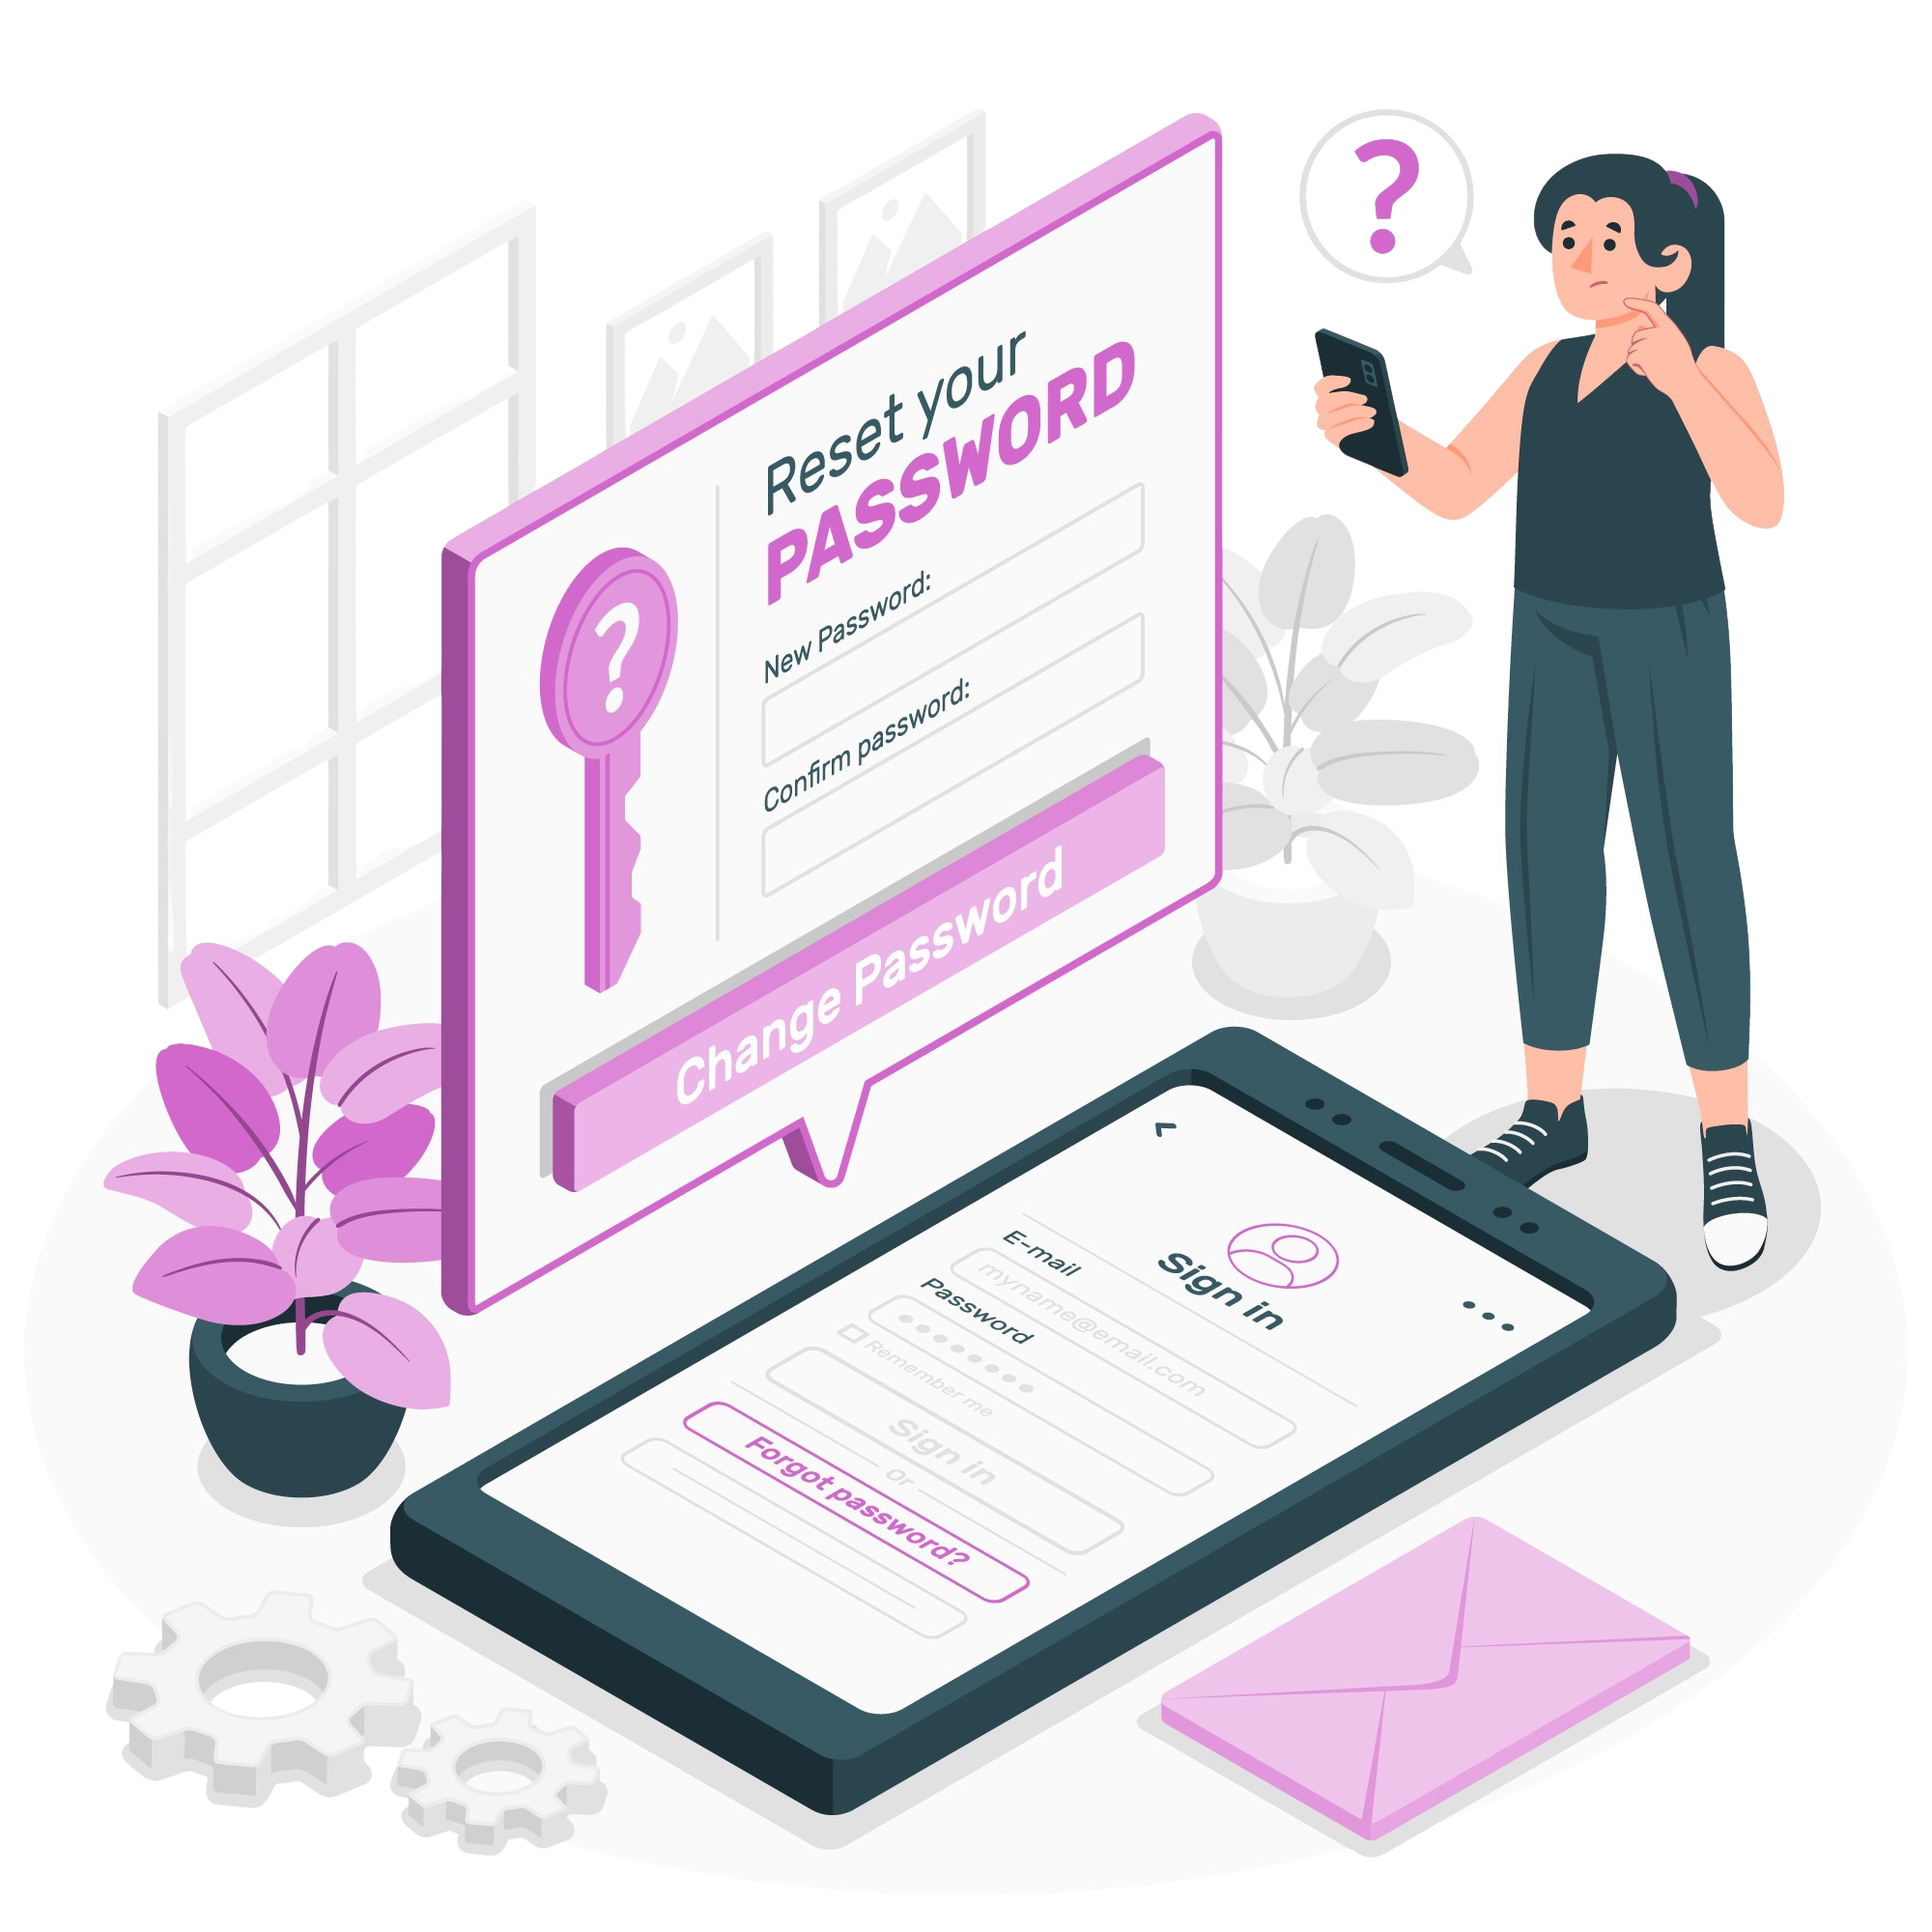 ?
Reset your
PASSWORD
?
New Password:
Confirm password:
Change Password
<
Sign in
E-mail
myname@email.com
Password
Remember me
Sign in
Or
Forgot password?